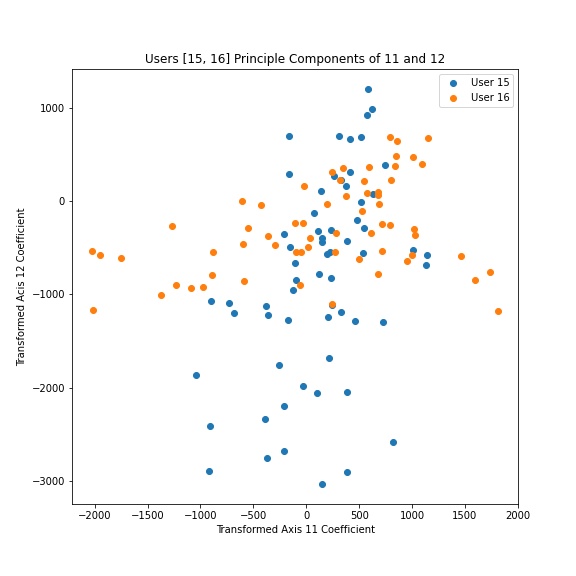 Users [15, 16] Principle Components of 11 and 12
User 15
User 16
1000
0
−1000
−2000
−3000
Transformed Acis 12 Coefficient
−2000 −1500 −1000 −500 0 500 1000 1500 2000
Transformed Axis 11 Coefficient